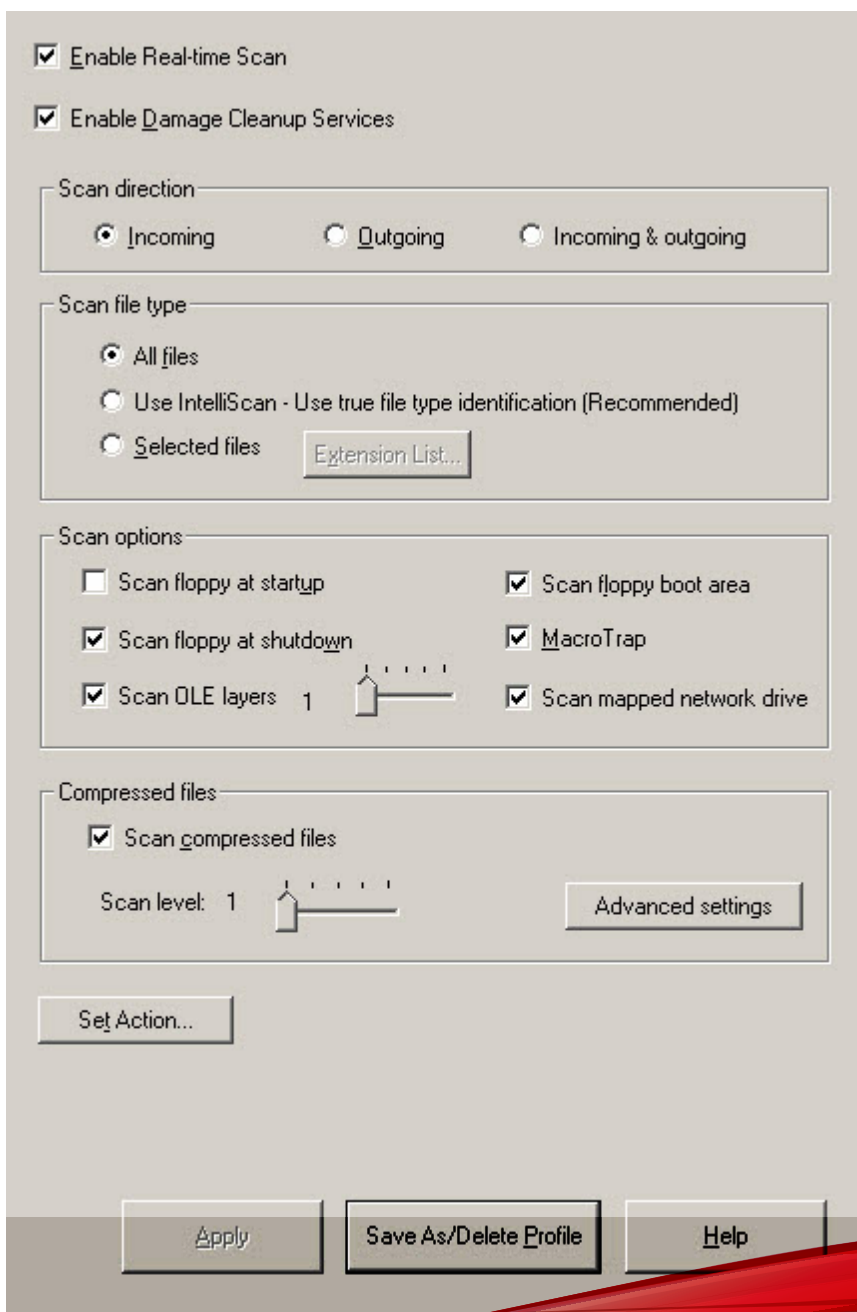 Enable Real-time Scan
Enable Damage Cleanup Services
Scan direction
Incoming Outgoing Incoming & outgoing
Scan file type
All files
Use IntelliScan - Use true file type identification (Recommended)
Selected files Extension List...
Scan options
Scan floppy at startup Scan floppy boot area
Scan floppy at shutdown MacroTrap
Scan OLE layers 1 Scan mapped network drive
Compressed files
Scan compressed files
Scan level: 1 Advanced settings
Set Action...
Apply Save As/Delete Profile Help